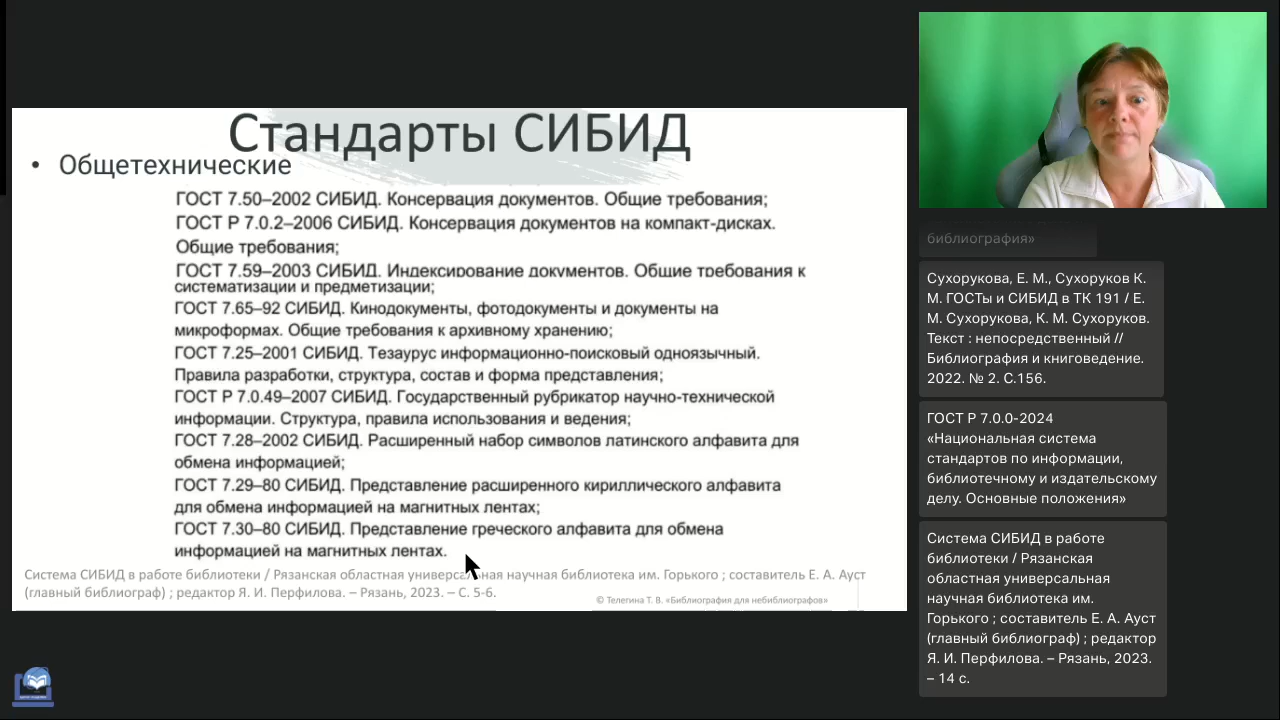 Стандарты СИБИД
• Общетехнические
ГОСТ 7.50–2002 СИБИД. Консервация документов. Общие требования;
ГОСТ Р 7.0.2–2006 СИБИД. Консервация документов на компакт-дисках.
Общие требования;
ГОСТ 7.59–2003 СИБИД. Индексирование документов. Общие требования к
систематизации и предметизации;
ГОСТ 7.65–92 СИБИД. Кинодокументы, фотодокументы и документы на
микроформах. Общие требования к архивному хранению;
ГОСТ 7.25–2001 СИБИД. Тезаурус информационно-поисковый одноязычный.
Правила разработки, структура, состав и форма представления;
ГОСТ Р 7.0.49–2007 СИБИД. Государственный рубрикатор научно-технической
информации. Структура, правила использования и ведения;
ГОСТ 7.28–2002 СИБИД. Расширенный набор символов латинского алфавита для
обмена информацией;
ГОСТ 7.29–80 СИБИД. Представление расширенного кириллического алфавита
для обмена информацией на магнитных лентах;
ГОСТ 7.30–80 СИБИД. Представление греческого алфавита для обмена
информацией на магнитных лентах.
Система СИБИД в работе библиотеки / Рязанская областная универсальная научная библиотека им. Горького ; составитель Е. А. Ауст
(главный библиограф) ; редактор Я. И. Перфилова. – Рязань, 2023. – С. 5-6.
© Телегина Т. В. «Библиография для небиблиографов»
библиография»
Сухорукова, Е. М., Сухоруков К.
М. ГОСТы и СИБИД в ТК 191 / Е.
М. Сухорукова, К. М. Сухоруков.
Текст : непосредственный //
Библиография и книговедение.
2022. № 2. С.156.
ГОСТ Р 7.0.0-2024
«Национальная система
стандартов по информации,
библиотечному и издательскому
делу. Основные положения»
Система СИБИД в работе
библиотеки / Рязанская
областная универсальная
научная библиотека им.
Горького ; составитель Е. А. Ауст
(главный библиограф) ; редактор
Я. И. Перфилова. – Рязань, 2023.
– 14 с.